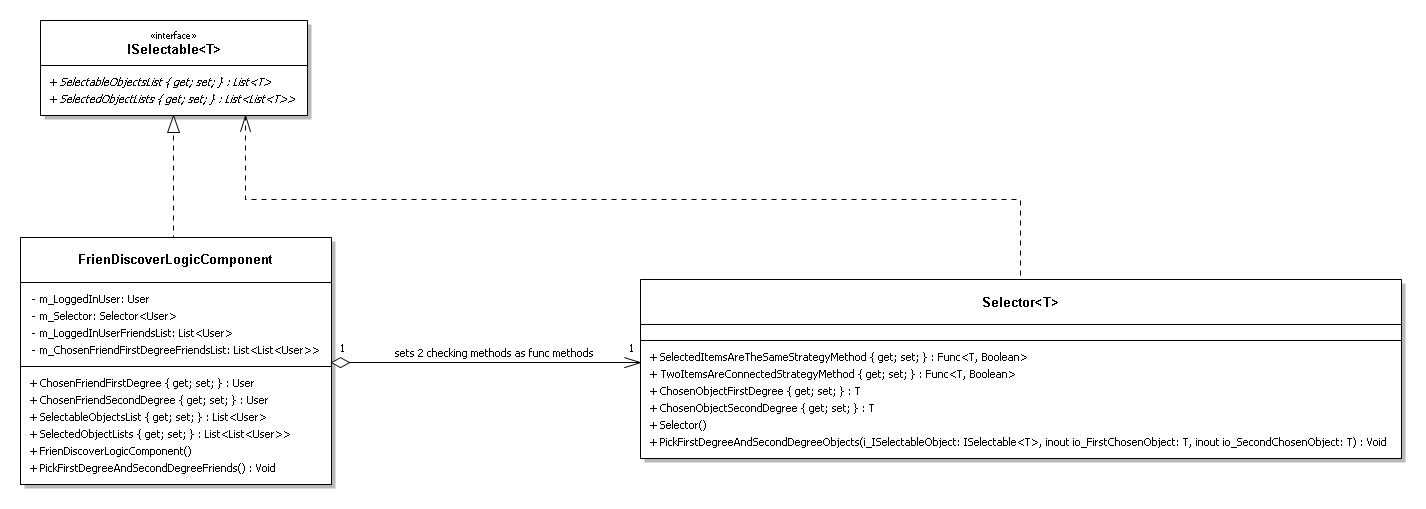 «interface»
ISelectable<T>
+ SelectableObjectsList { get; set; } : List<T>
+ SelectedObjectLists { get; set; } : List<List<T>>
FrienDiscoverLogicComponent
- m_LoggedInUser: User
- m_Selector: Selector<User>
- m_LoggedInUserFriendsList: List<User>
- m_ChosenFriendFirstDegreeFriendsList: List<List<User>>
+ ChosenFriendFirstDegree { get; set; } : User
+ ChosenFriendSecondDegree { get; set; } : User
+ SelectableObjectsList { get; set; } : List<User>
+ SelectedObjectLists { get; set; } : List<List<User>>
+ FrienDiscoverLogicComponent()
+ PickFirstDegreeAndSecondDegreeFriends() : Void
1
sets 2 checking methods as func methods
1
Selector<T>
+ SelectedItemsAreTheSameStrategyMethod { get; set; } : Func<T, Boolean>
+ TwoItemsAreConnectedStrategyMethod { get; set; } : Func<T, Boolean>
+ ChosenObjectFirstDegree { get; set; } : T
+ ChosenObjectSecondDegree { get; set; } : T
+ Selector()
+ PickFirstDegreeAndSecondDegreeObjects(i_ISelectableObject: ISelectable<T>, inout io_FirstChosenObject: T, inout io_SecondChosenObject: T) : Void